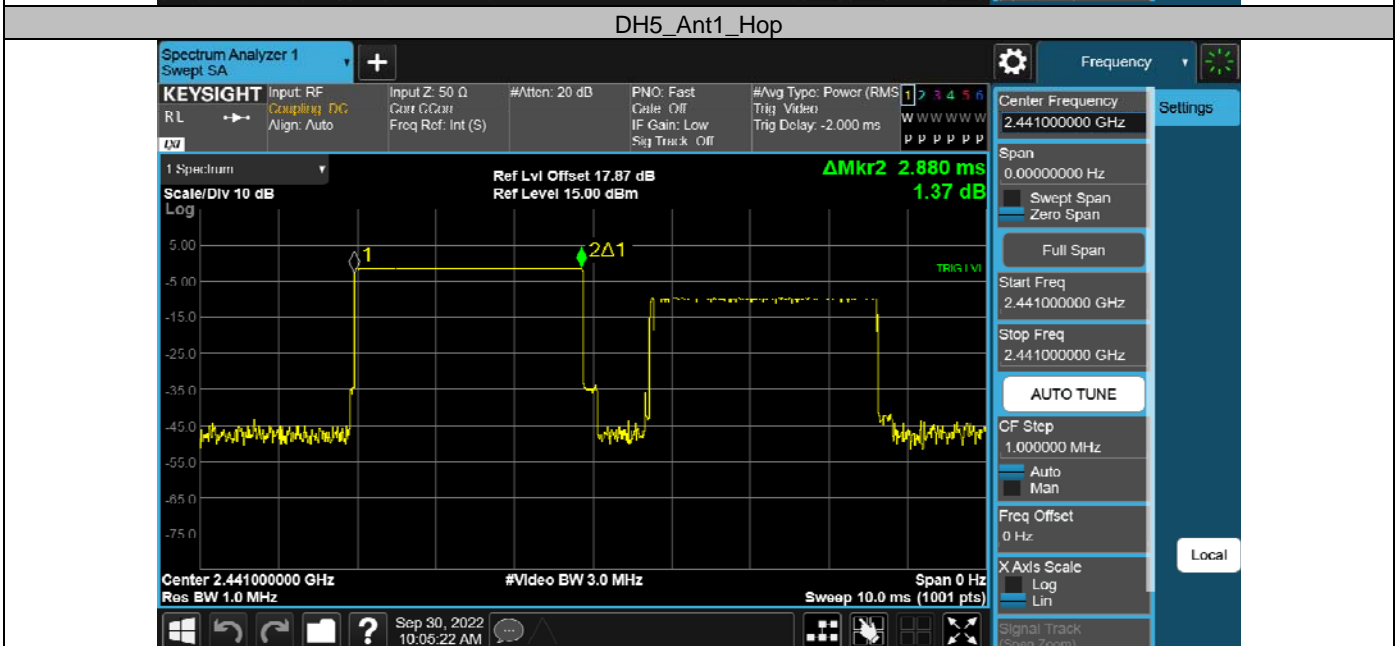 DH5_Ant1_Hop
Spectrum Analyzer 1
Swept SA
+
Frequency
KEYSIGHT
RL
LXI
Input: RF
Coupling: DC
Align: Auto
Input Z: 50 Ω
Corr CCorr
Freq Ref: Int (S)
#Atten: 20 dB
PNO: Fast
Gate: Off
IF Gain: Low
Sig Track: Off
#Avg Type: Power (RMS
Trig: Video
Trig Delay: -2.000 ms
1 2 3 4 5 6
W W W W W W
P P P P P P
1 Spectrum
Scale/Div 10 dB
Log
Ref Lvl Offset 17.87 dB
Ref Level 15.00 dBm
ΔMkr2 2.880 ms
1.37 dB
5.00
-5.00
-15.0
-25.0
-35.0
-45.0
-55.0
-65.0
-75.0
1
2Δ1
TRIG LVL
Center 2.441000000 GHz
Res BW 1.0 MHz
#Video BW 3.0 MHz
Span 0 Hz
Sweep 10.0 ms (1001 pts)
Center Frequency
2.441000000 GHz
Settings
Span
0.00000000 Hz
Swept Span
Zero Span
Full Span
Start Freq
2.441000000 GHz
Stop Freq
2.441000000 GHz
AUTO TUNE
CF Step
1.000000 MHz
Auto
Man
Freq Offset
0 Hz
X Axis Scale
Log
Lin
Signal Track
(Span Zoom)
Local
?
Sep 30, 2022
10:05:22 AM